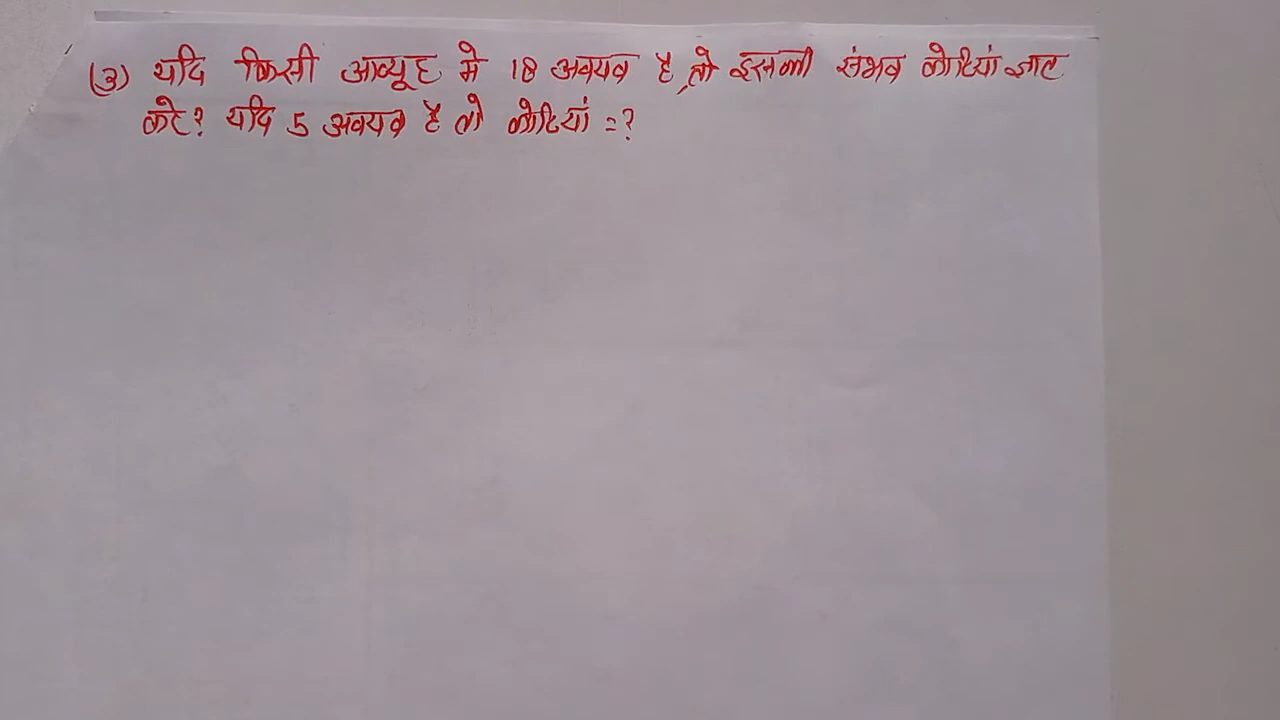 (3) यदि किसी आव्यूह मे 18 अवयव है, तो इसकी संभव कोटियां ज्ञात
करे? यदि 5 अवयव है तो कोटियां =?